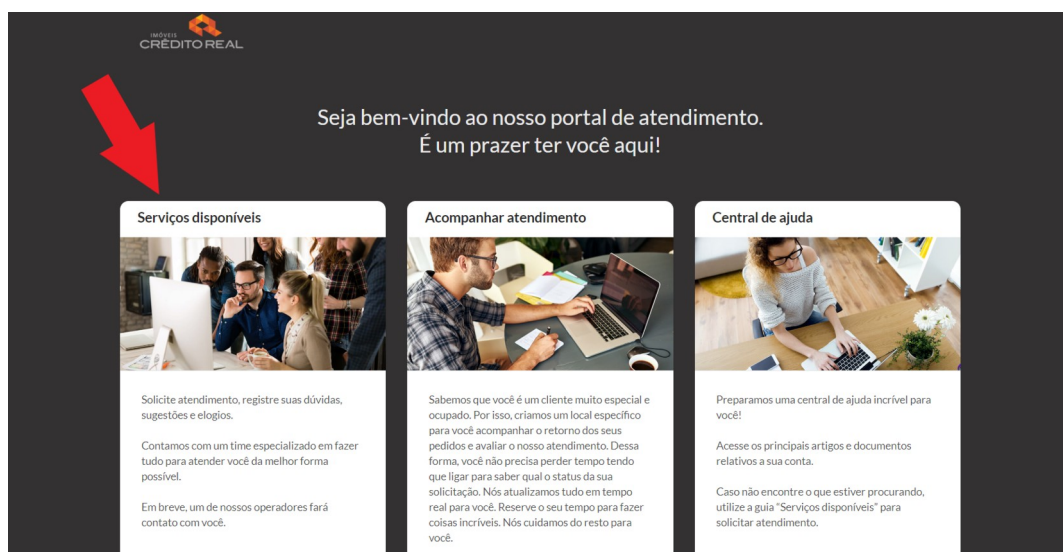 IMÓVEIS
CRÉDITO REAL
Seja bem-vindo ao nosso portal de atendimento.
É um prazer ter você aqui!
Serviços disponíveis
Solicite atendimento, registre suas dúvidas,
sugestões e elogios.
Contamos com um time especializado em fazer
tudo para atender você da melhor forma
possível.
Em breve, um de nossos operadores fará
contato com você.
Acompanhar atendimento
Sabemos que você é um cliente muito especial e
ocupado. Por isso, criamos um local específico
para você acompanhar o retorno dos seus
pedidos e avaliar o nosso atendimento. Dessa
forma, você não precisa perder tempo tendo
que ligar para saber qual o status da sua
solicitação. Nós atualizamos tudo em tempo
real para você. Reserve o seu tempo para fazer
coisas incríveis. Nós cuidamos do resto para
você.
Central de ajuda
Preparamos uma central de ajuda incrível para
você!
Acesse os principais artigos e documentos
relativos a sua conta.
Caso não encontre o que estiver procurando,
utilize a guia "Serviços disponíveis" para
solicitar atendimento.